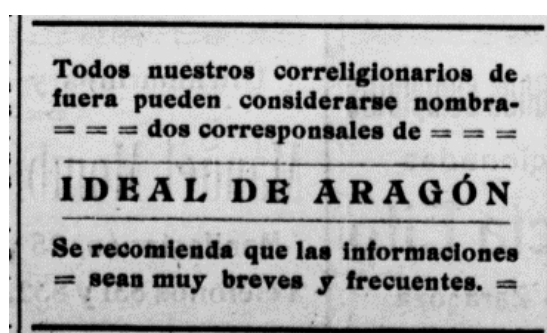 Todos nuestros correligionarios de
fuera pueden considerarse nombra-
= = = dos corresponsales de = = =
IDEAL DE ARAGÓN
Se recomienda que las informaciones
= sean muy breves y frecuentes. =